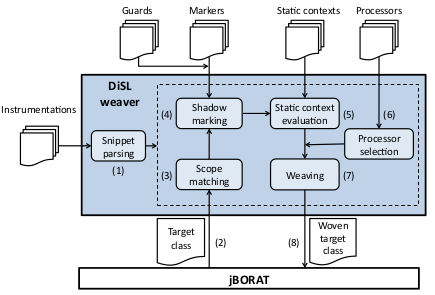 Guards
Markers
Static contexts
Processors
DiSL
weaver
Instrumentations
Snippet
parsing
(1)
(4)
Shadow
marking
Static context
evaluation
(5)
(6)
Processor
selection
(3)
Scope
matching
Weaving
(7)
Target
class
(2)
(8)
Woven
target
class
jBORAT